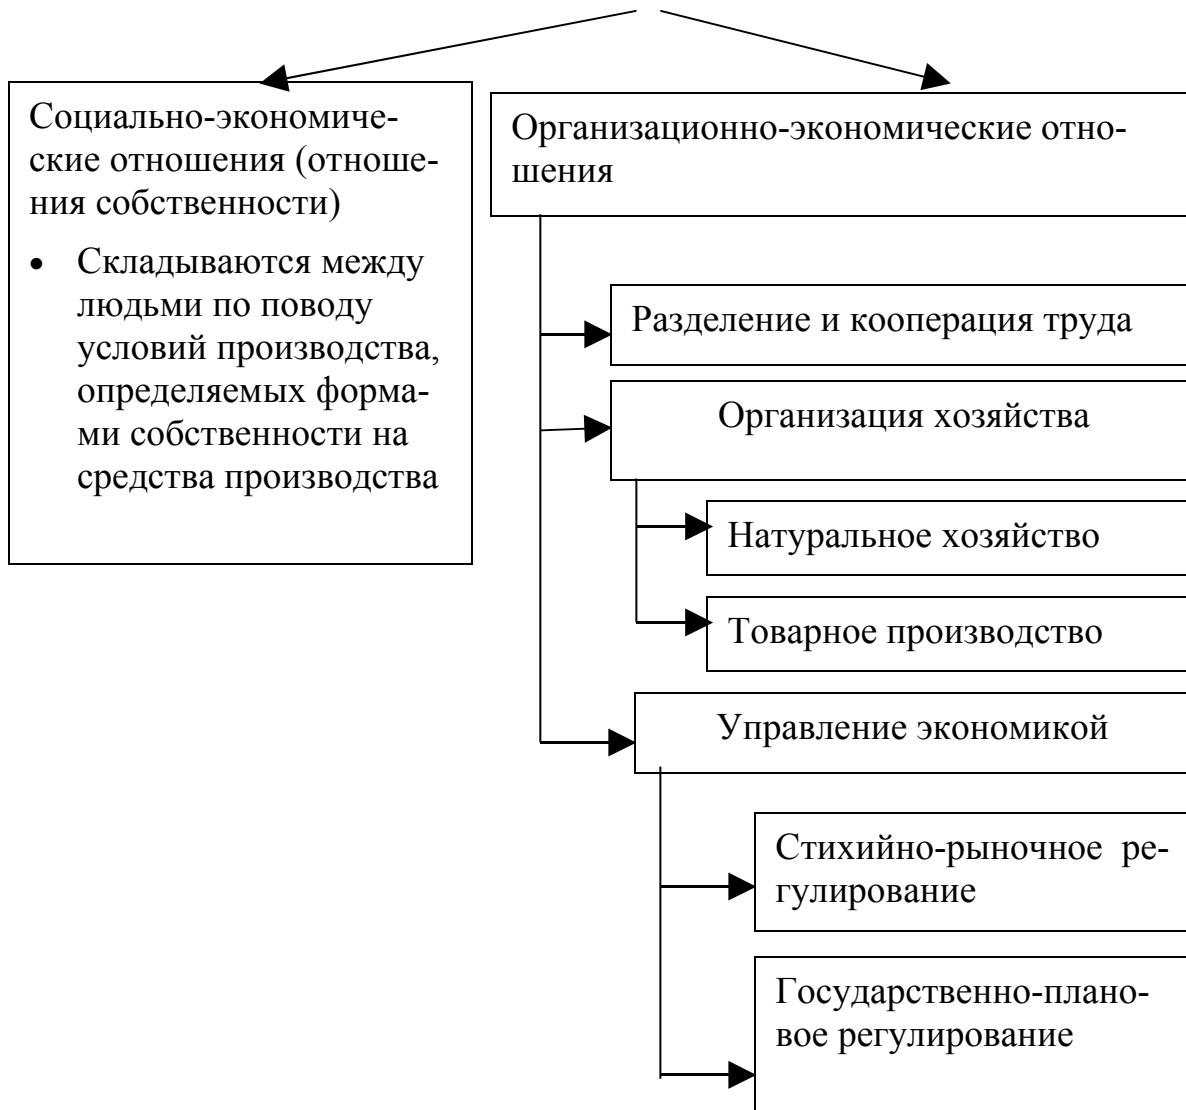 Социально-экономиче-
ские отношения (отноше-
ния собственности)
• Складываются между
людьми по поводу
условий производства,
определяемых форма-
ми собственности на
средства производства
Организационно-экономические отно-
шения
Разделение и кооперация труда
Организация хозяйства
Натуральное хозяйство
Товарное производство
Управление экономикой
Стихийно-рыночное ре-
гулирование
Государственно-плано-
вое регулирование